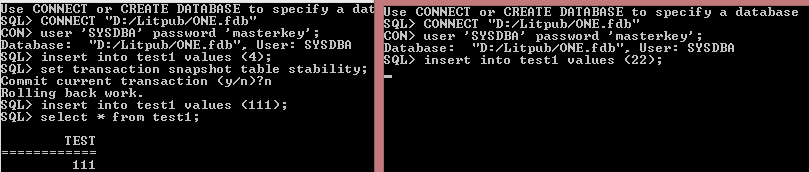 Use CONNECT or CREATE DATABASE to specify a dat
SQL> CONNECT "D:/Litpub/ONE.fdb"
CON> user 'SYSDBA' password 'masterkey';
Database:  "D:/Litpub/ONE.fdb", User: SYSDBA
SQL> insert into test1 values (4);
SQL> set transaction snapshot table stability;
Commit current transaction (y/n)?n
Rolling back work.
SQL> insert into test1 values (111);
SQL> select * from test1;
TEST
============
111
Use CONNECT or CREATE DATABASE to specify a database
SQL> CONNECT "D:/Litpub/ONE.fdb"
CON> user 'SYSDBA' password 'masterkey';
Database:  "D:/Litpub/ONE.fdb", User: SYSDBA
SQL> insert into test1 values (22);